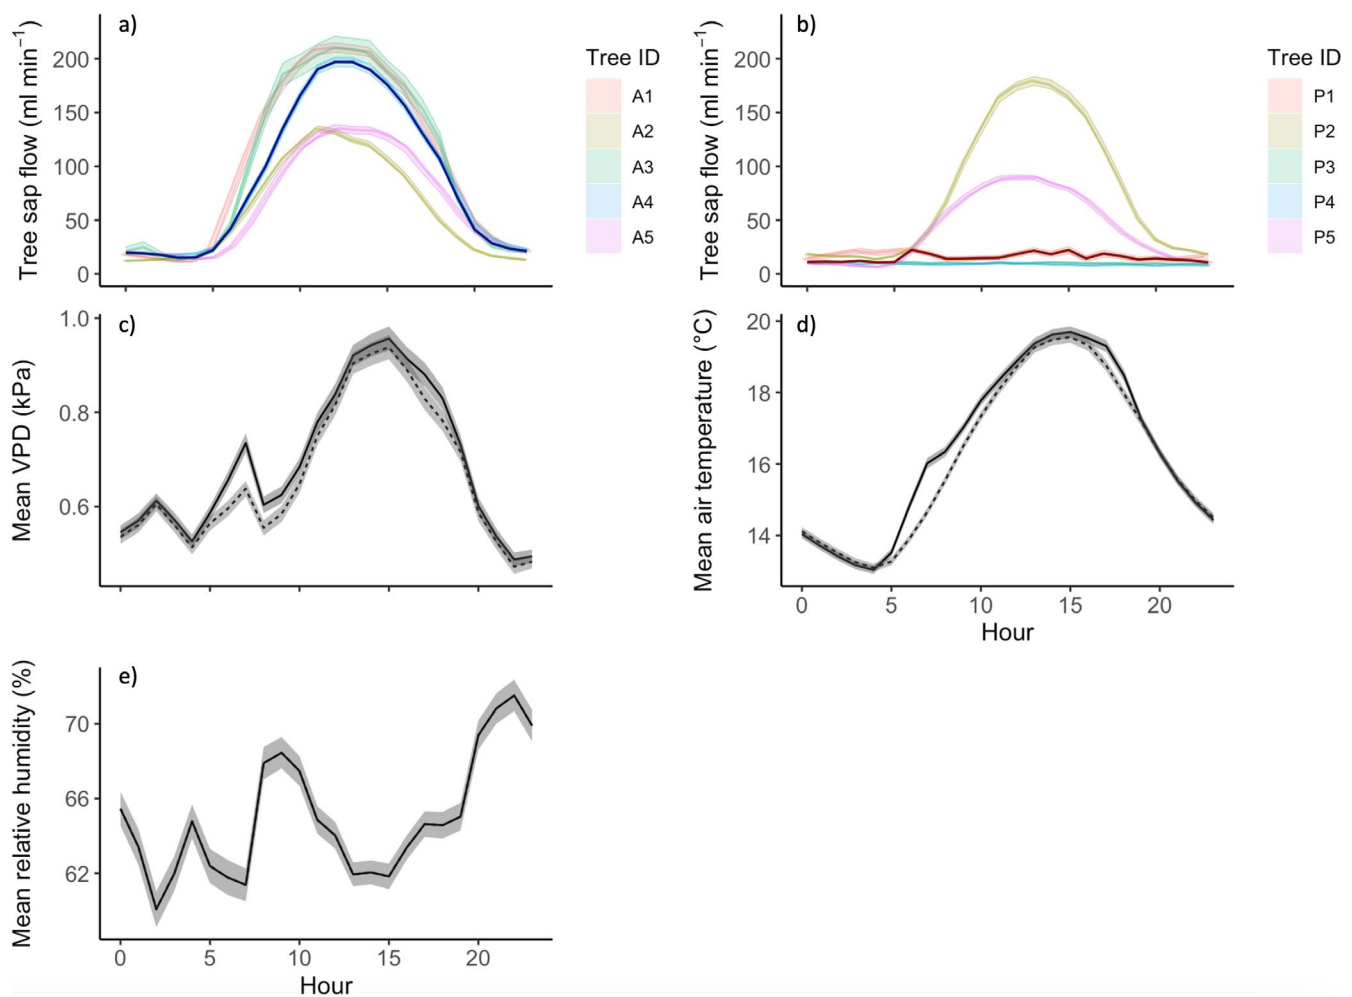 a)
Tree sap flow (ml min⁻¹)
200
150
100
50
0
Tree ID
A1
A2
A3
A4
A5
b)
Tree sap flow (ml min⁻¹)
200
150
100
50
0
Tree ID
P1
P2
P3
P4
P5
c)
Mean VPD (kPa)
1.0
0.8
0.6
d)
Mean air temperature (°C)
20
18
16
14
0 5 10 15 20
Hour
e)
Mean relative humidity (%)
70
66
62
0 5 10 15 20
Hour